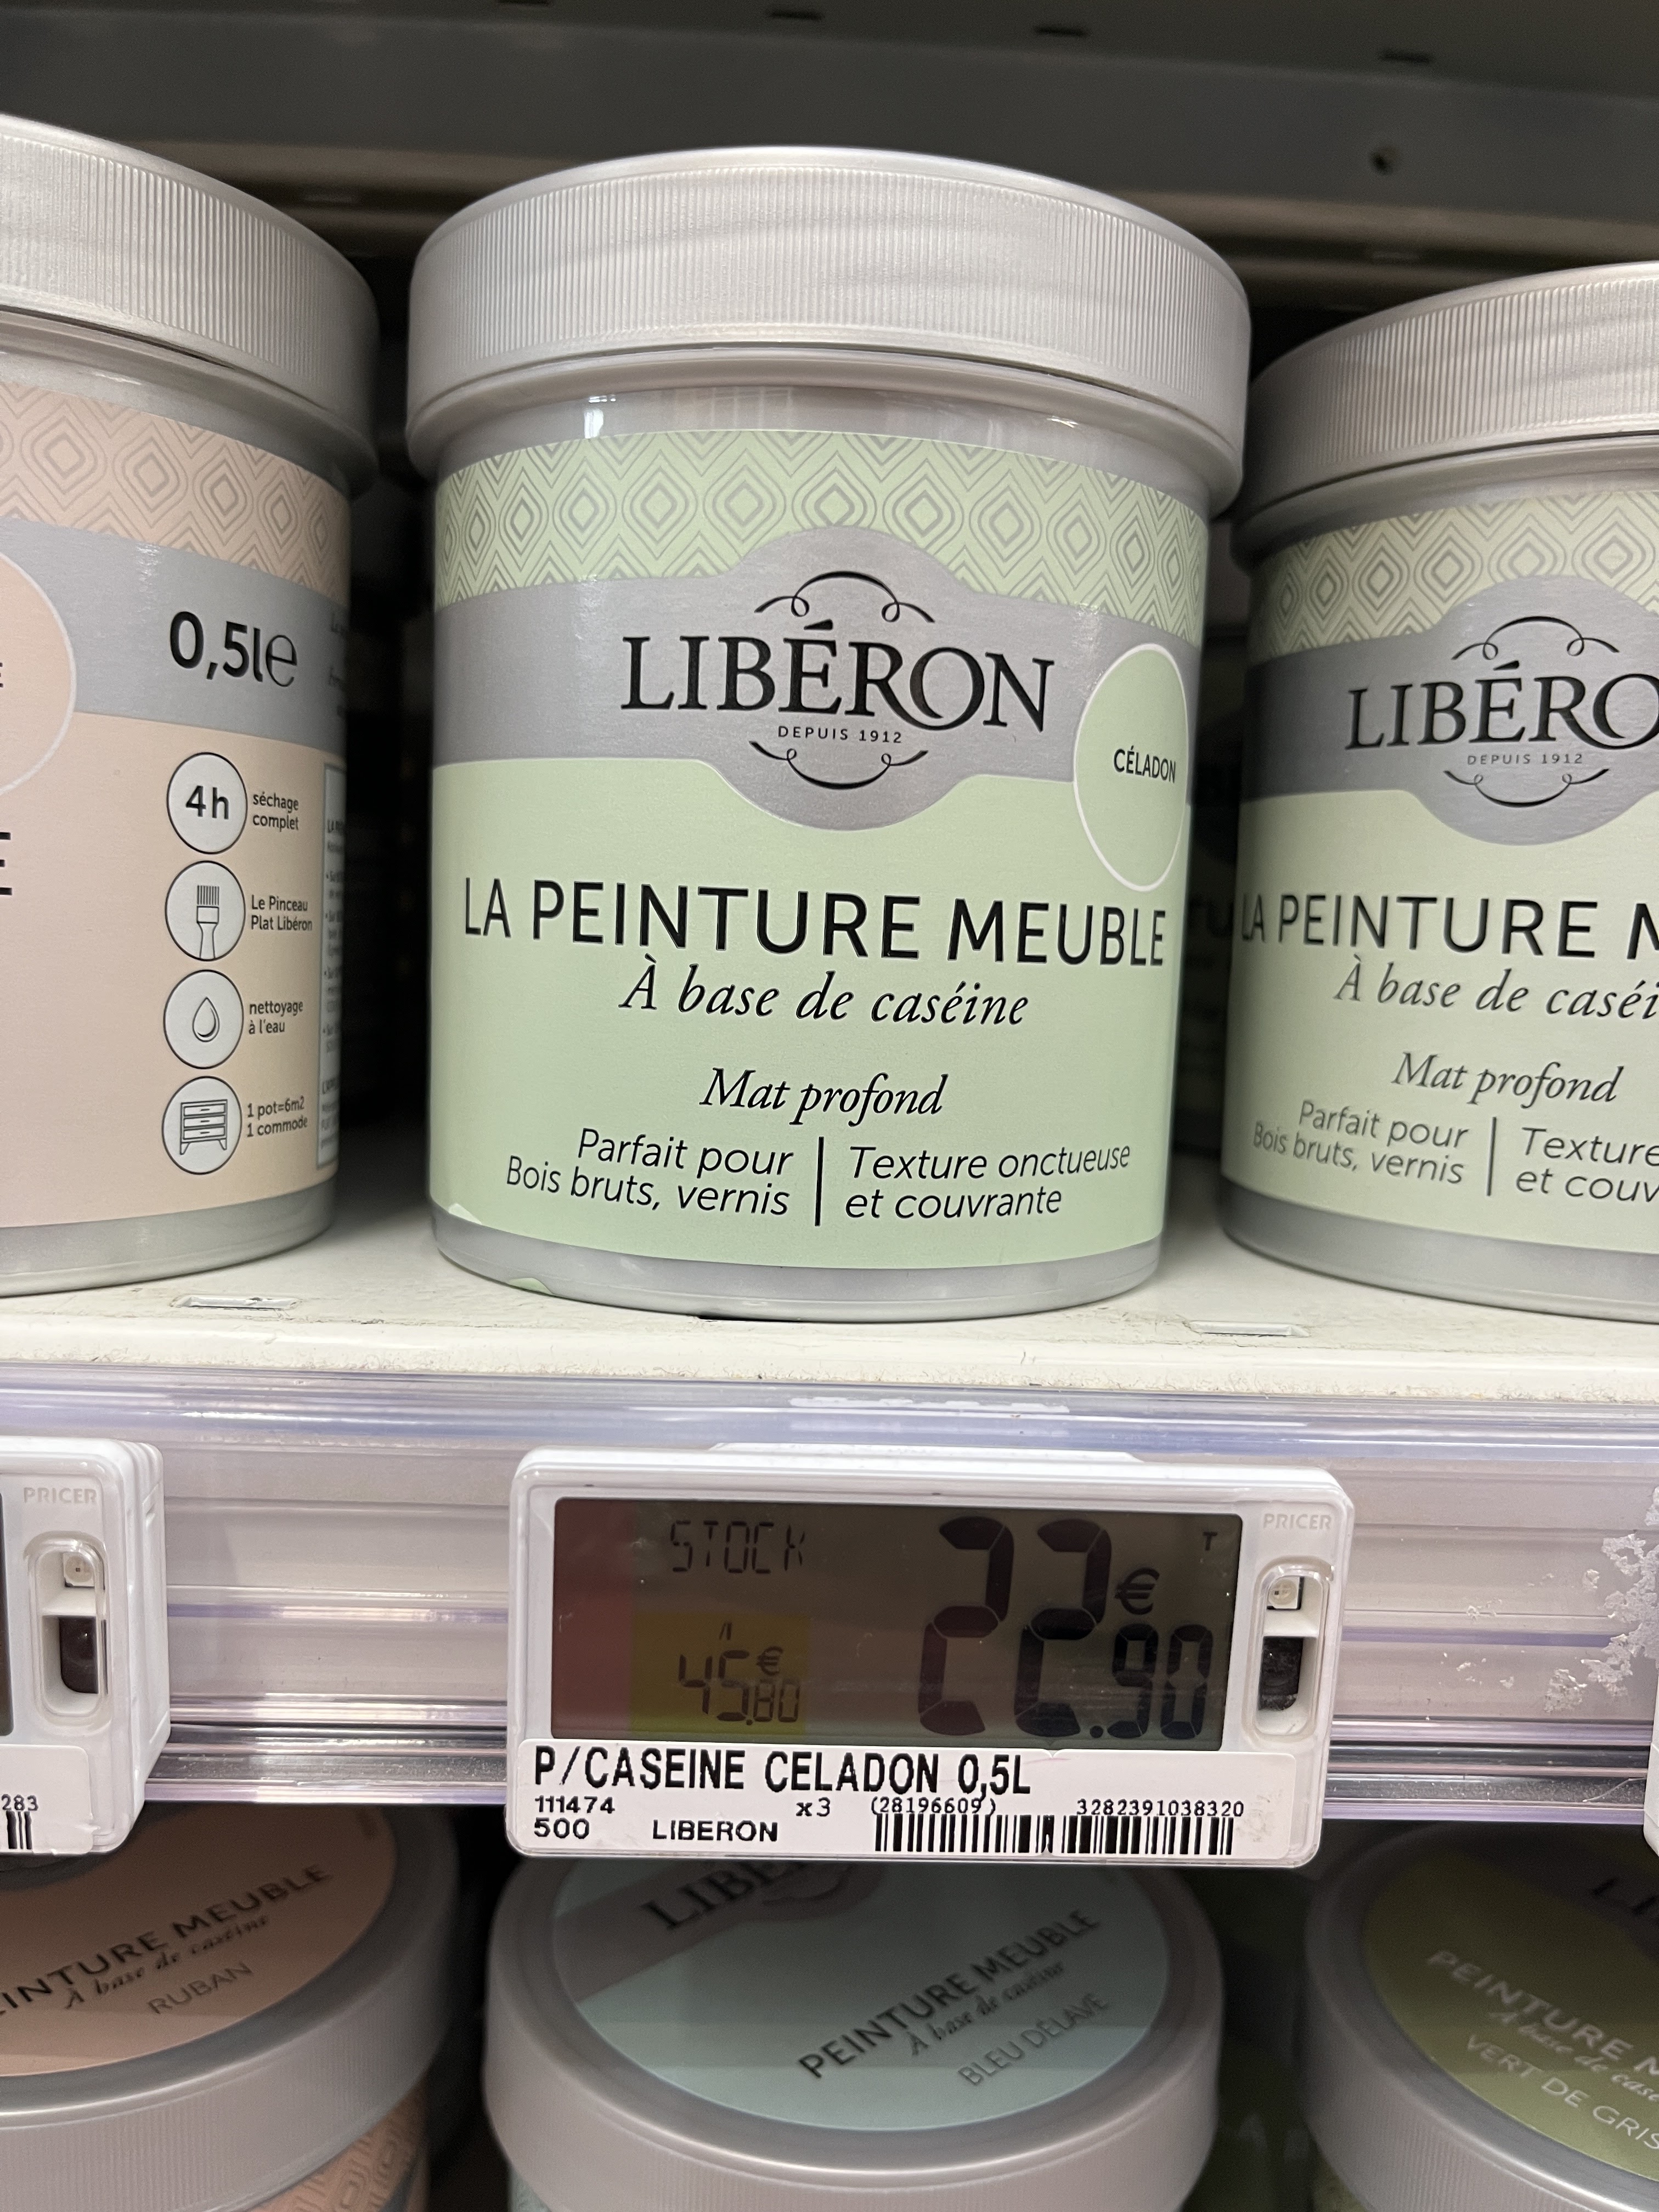 0,5l℮
4h
séchage
complet
Le Pinceau
Plat Libéron
nettoyage
à l'eau
1 pot=6m2
1 commode
LIBÉRON
DEPUIS 1912
CÉLADON
LA PEINTURE MEUBLE
À base de caséine
Mat profond
Parfait pour
Bois bruts, vernis
Texture onctueuse
et couvrante
DEPUIS 1912
LA PEINTURE
À base de
Mat profond
Parfait pour
Bois bruts, vernis
Texture
et
PRICER
283
STOCK
45€80
22€.90
T
PRICER
P/CASEINE CELADON 0,5L
111474 x3 (28196609) 3282391038320
500 LIBERON
MEUBLE
À base de caséine
RUBAN
PEINTURE MEUBLE
À base de caséine
BLEU DÉLAVÉ
PEINTURE
À base de
VERT DE GRIS